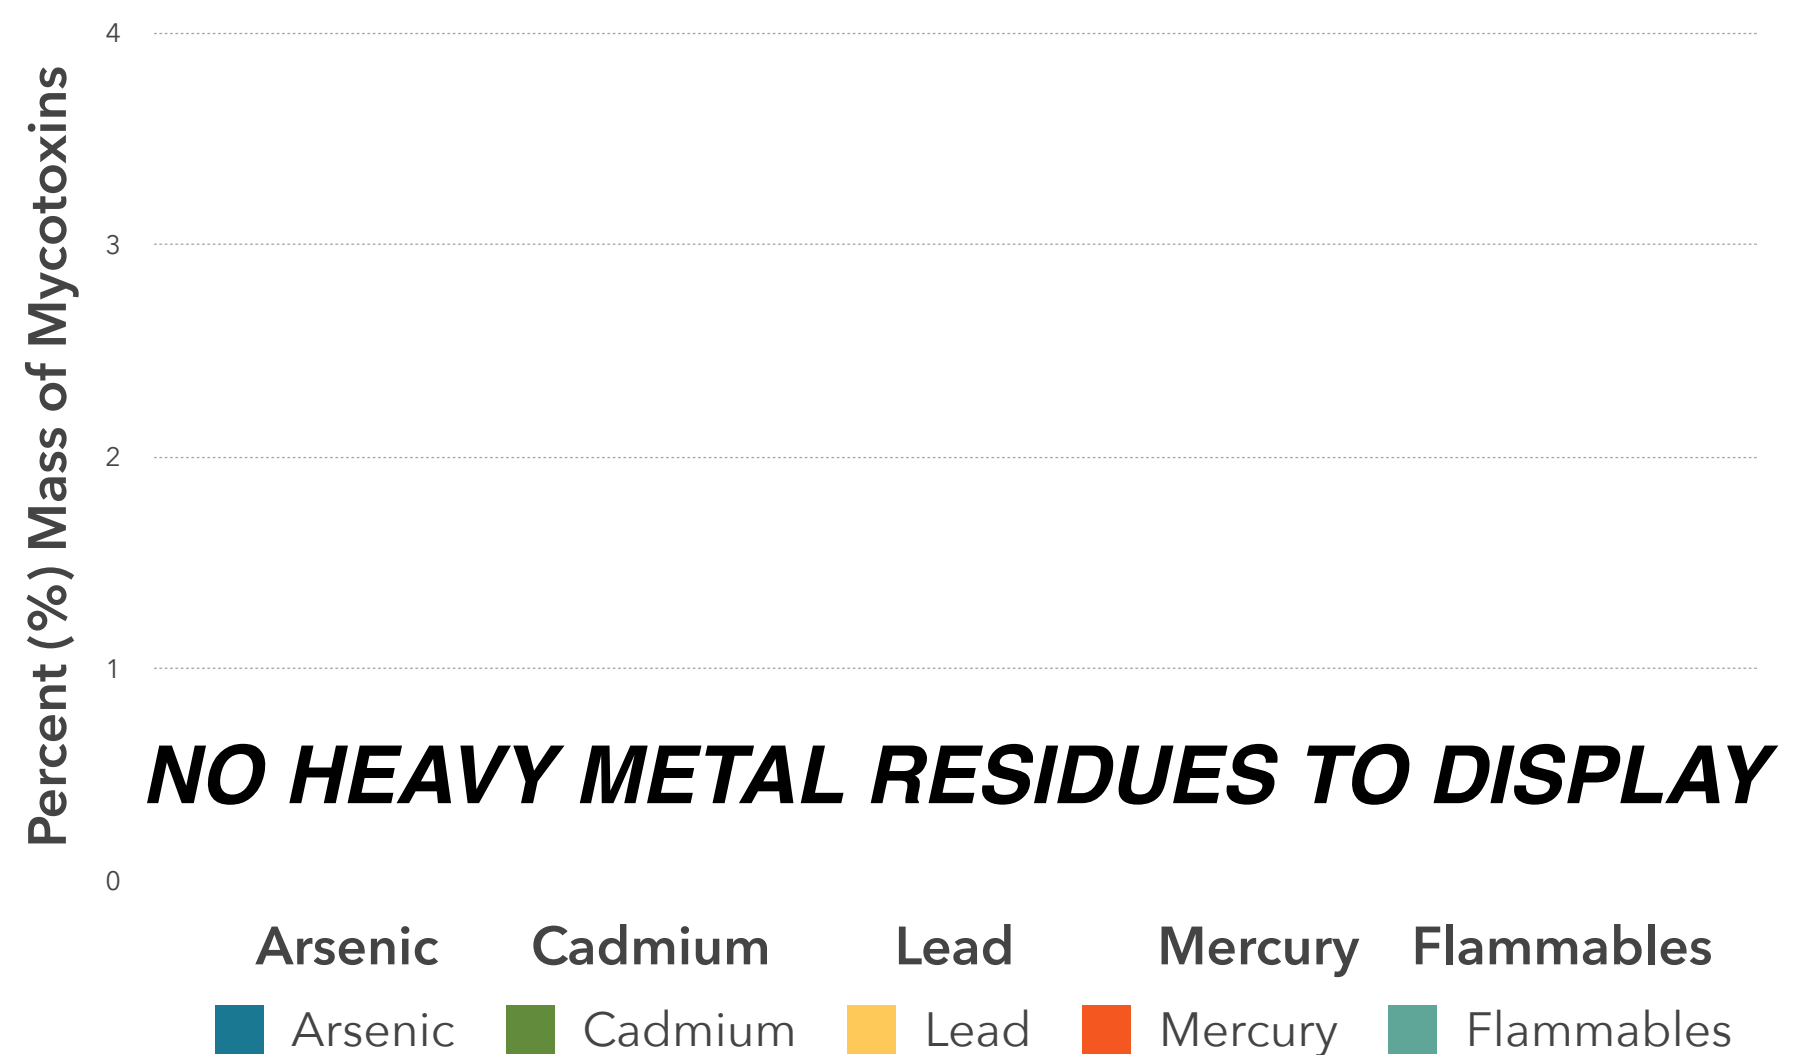 Percent (%) Mass of Mycotoxins
4
3
2
1
NO HEAVY METAL RESIDUES TO DISPLAY
0
Arsenic Cadmium Lead Mercury Flammables
Arsenic Cadmium Lead Mercury Flammables